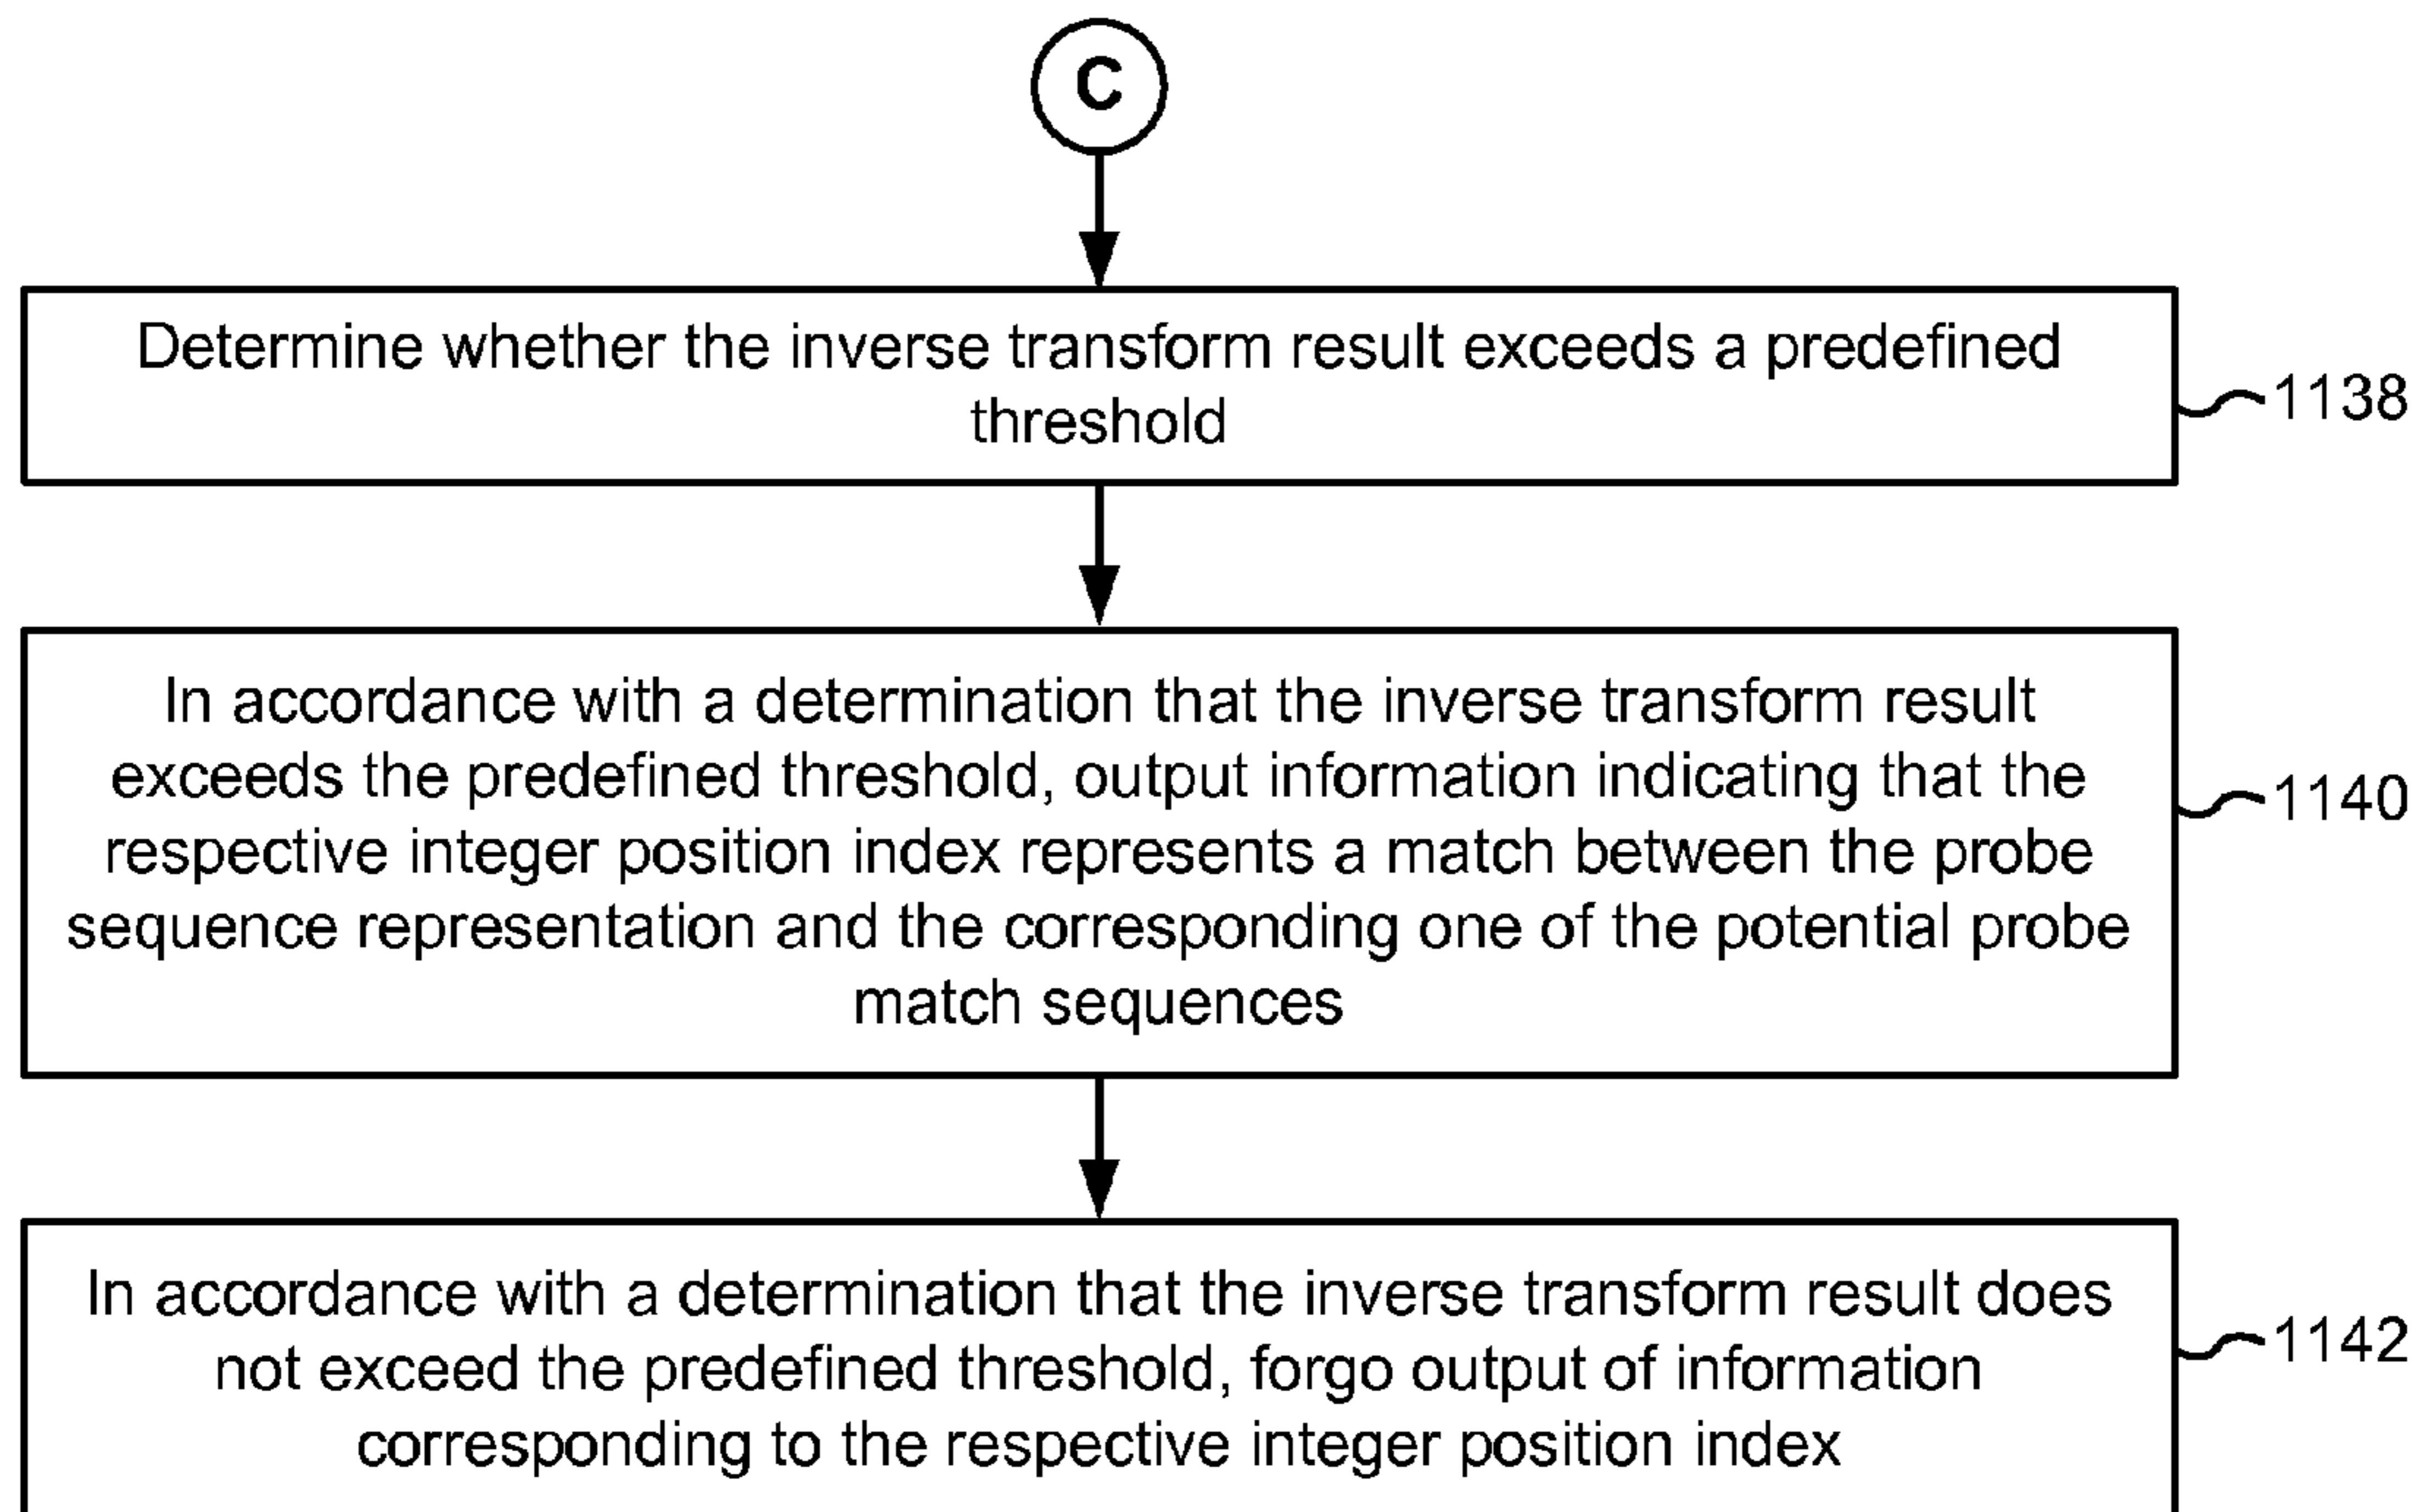 C
Determine whether the inverse transform result exceeds a predefined
threshold
1138
In accordance with a determination that the inverse transform result
exceeds the predefined threshold, output information indicating that the
respective integer position index represents a match between the probe
sequence representation and the corresponding one of the potential probe
match sequences
1140
In accordance with a determination that the inverse transform result does
not exceed the predefined threshold, forgo output of information
corresponding to the respective integer position index
1142